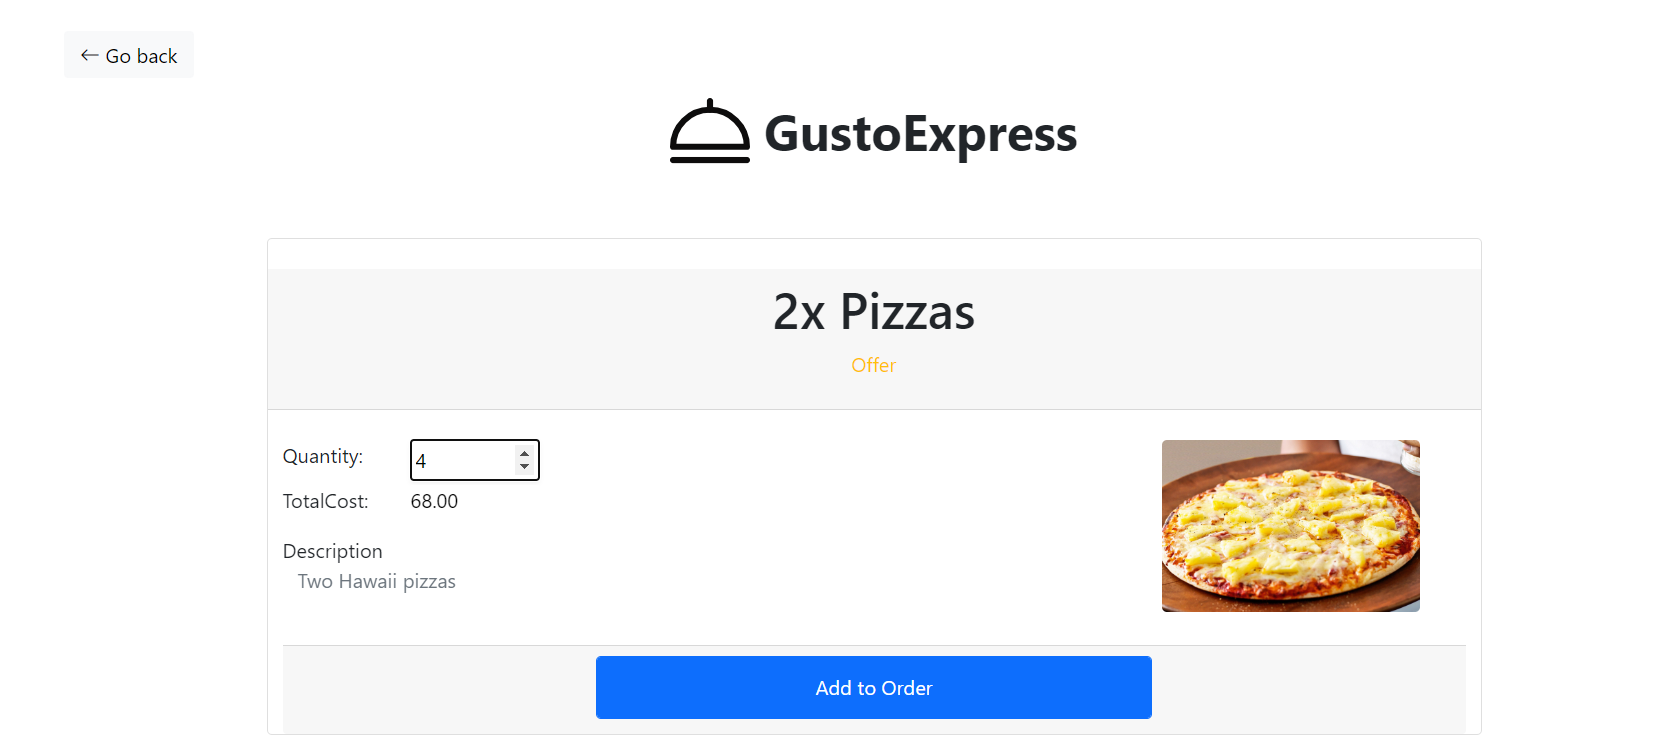 ← Go back
GustoExpress
2x Pizzas
Offer
Quantity: 4
TotalCost: 68.00
Description
Two Hawaii pizzas
Add to Order